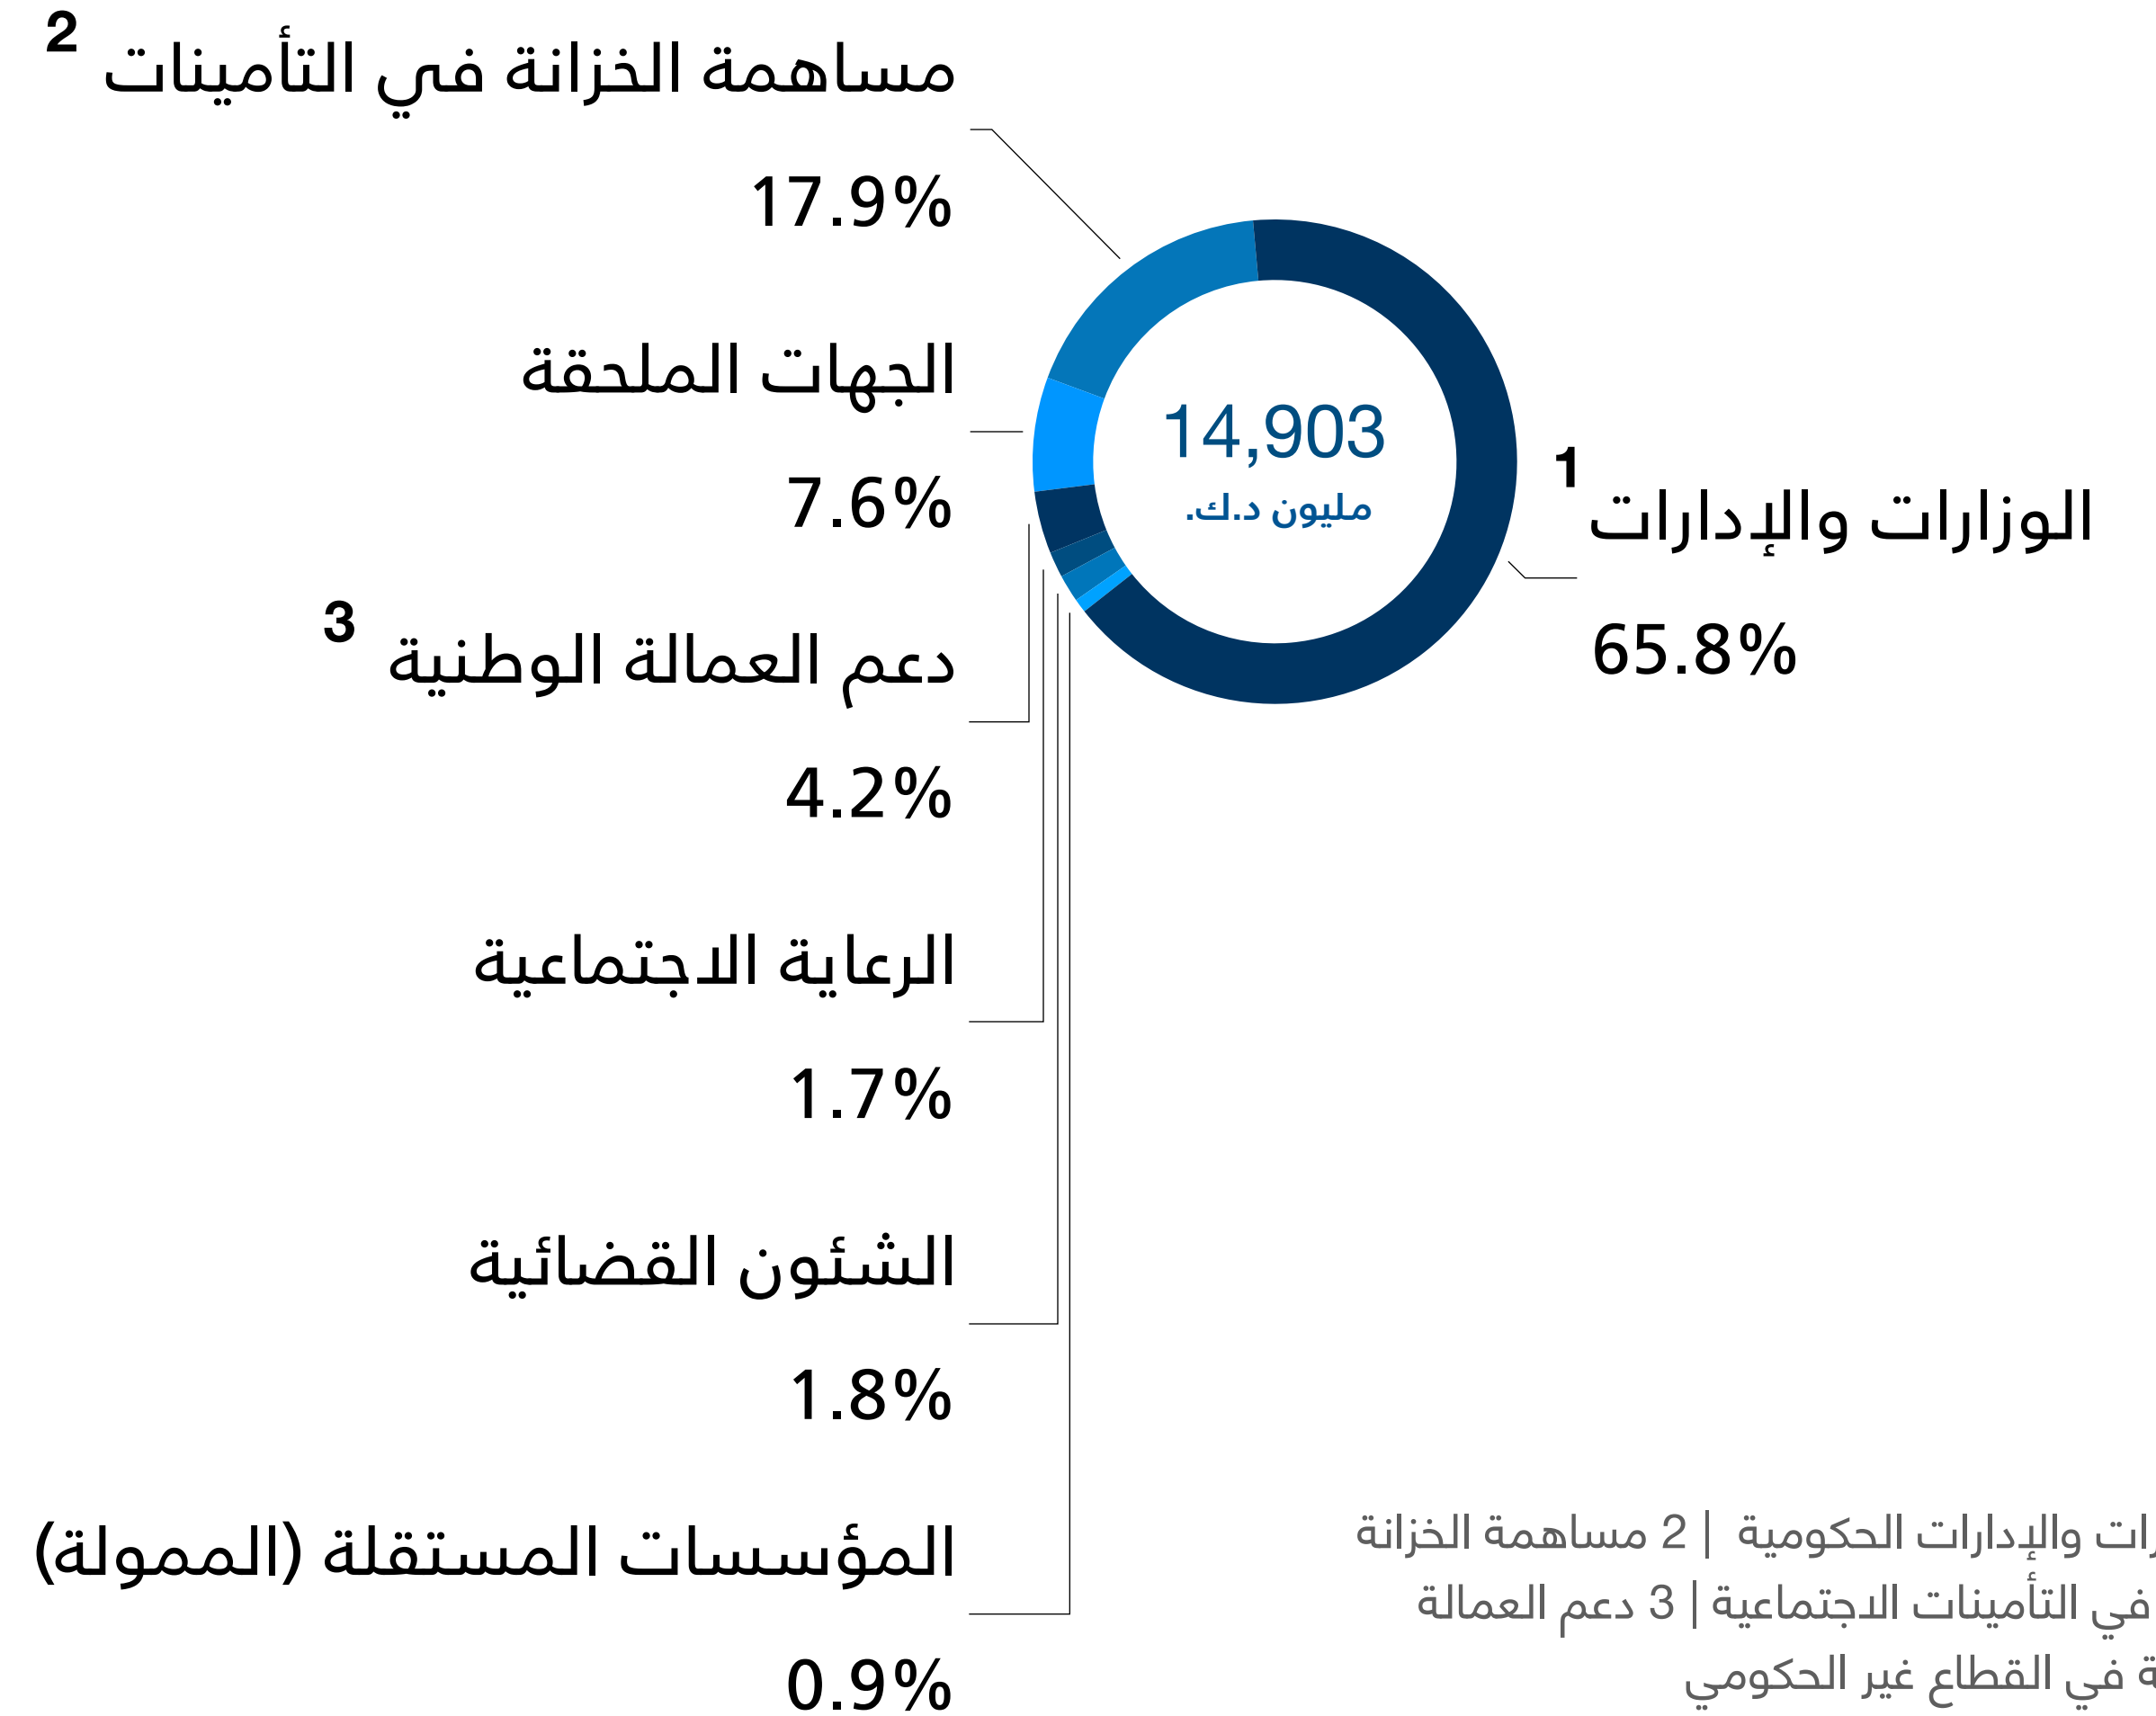 مساهمة الخزانة في التأمينات 2
17.9%
الجهات الملحقة
7.6%
دعم العمالة الوطنية 3
4.2%
الرعاية الاجتماعية
1.7%
الشئون القضائية
1.8%
المؤسسات المستقلة (الممولة)
0.9%
14,903
مليون د.ك.
الوزارات والإدارات 1
65.8%
والإدارات الحكومية | 2 مساهمة الخزانة
في التأمينات الاجتماعية | 3 دعم العمالة
في القطاع غير الحكومي